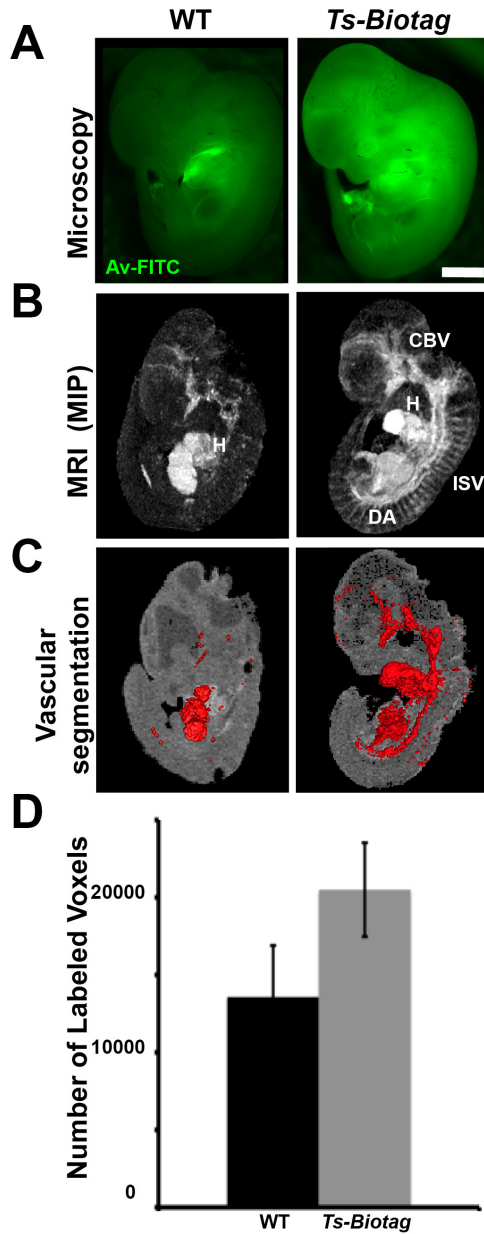 WT
Ts-Biotag
A
Microscopy
Av-FITC
B
MRI (MIP)
H
CBV
H
ISV
DA
C
Vascular
segmentation
D
Number of Labeled Voxels
20000
10000
0
WT
Ts-Biotag